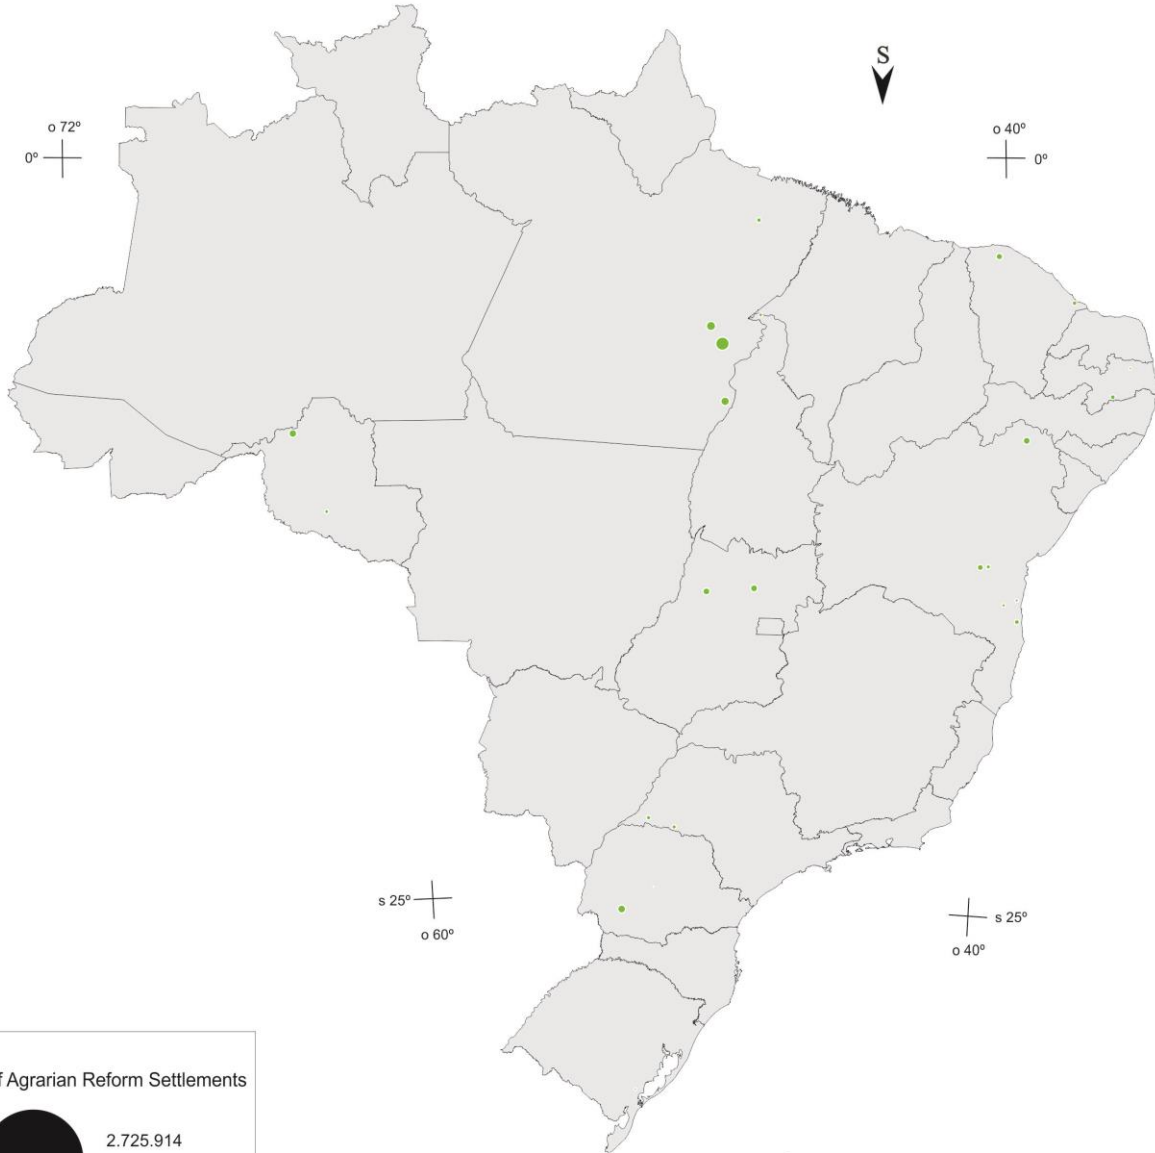 S
o 72º
0º
o 40º
0º
s 25º
o 60º
s 25º
o 40º
Agrarian Reform Settlements
2.725.914